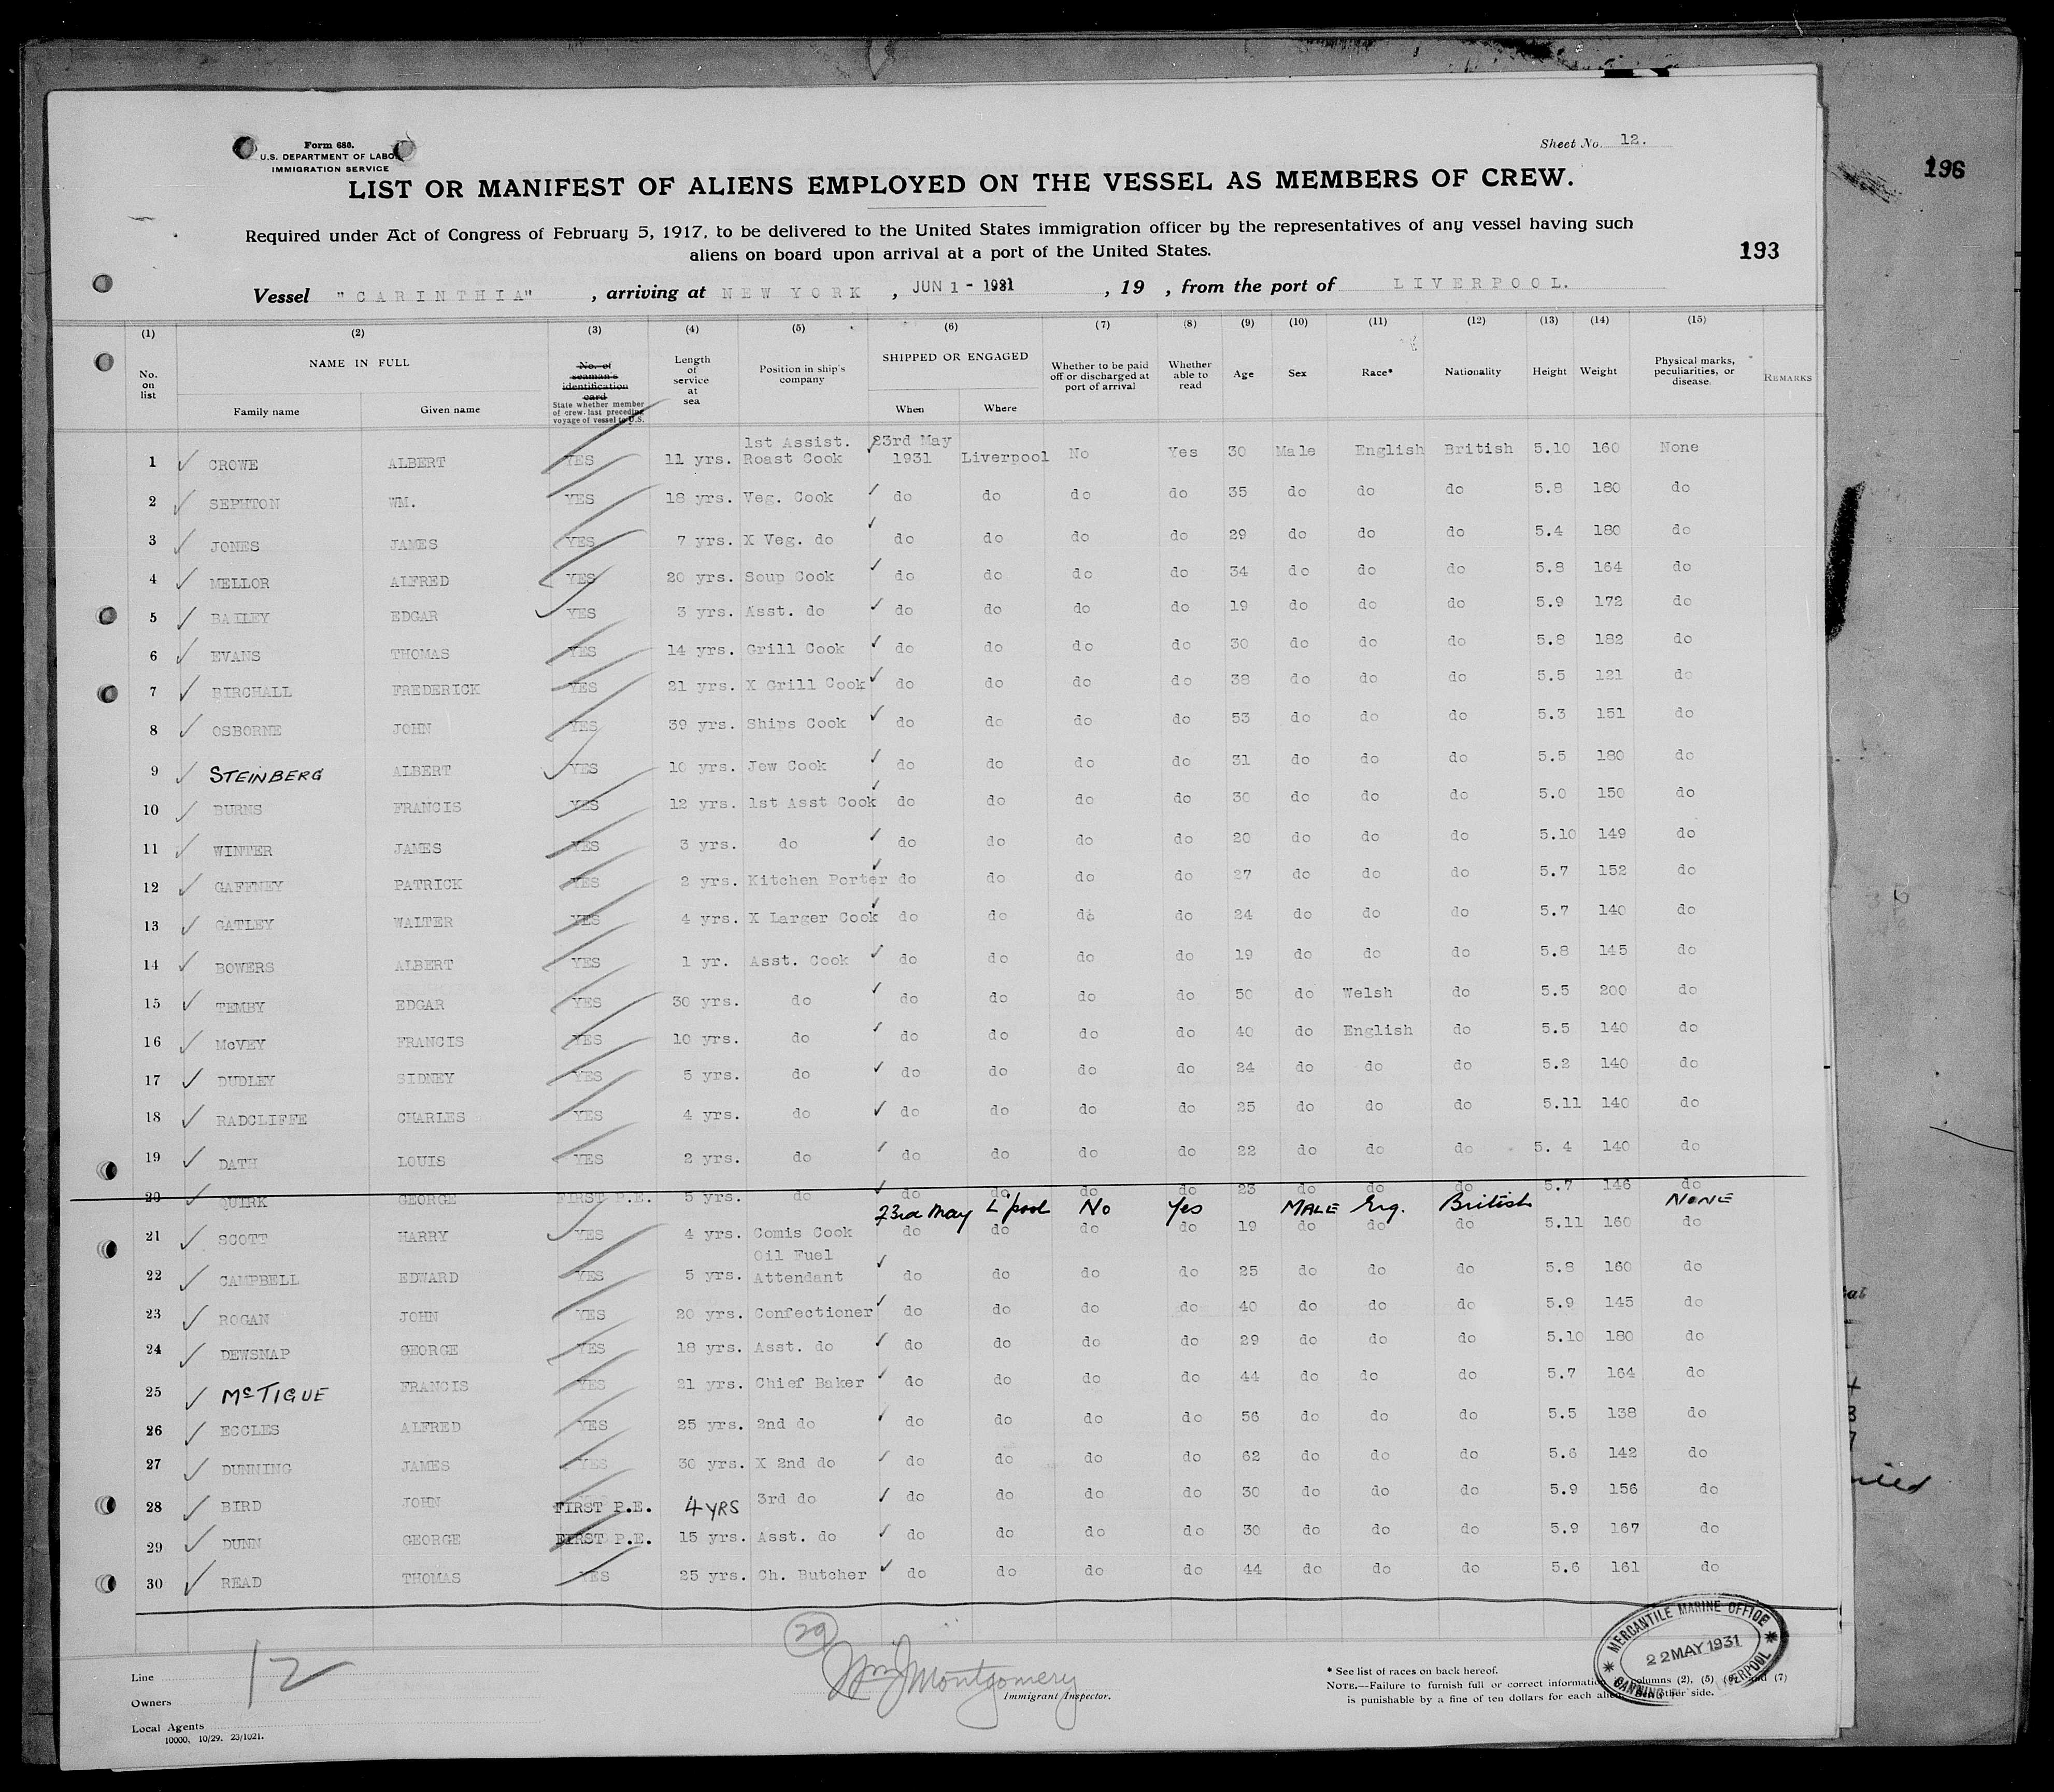 Sheet No. 12.
Form 680.
U.S. DEPARTMENT OF LABOR
IMMIGRATION SERVICE
LIST OR MANIFEST OF ALIENS EMPLOYED ON THE VESSEL AS MEMBERS OF CREW.
196
Required under Act of Congress of February 5, 1917, to be delivered to the United States immigration officer by the representatives of any vessel having such
aliens on board upon arrival at a port of the United States.
193
Vessel "CARINTHIA", arriving at NEW YORK, JUN 1 - 1931, 19 , from the port of LIVERPOOL.
(1) (2) (3) (4) (5) (6) (7) (8) (9) (10) (11) (12) (13) (14) (15)
No. on list NAME IN FULL Family name Given name No. of seaman's identification card State whether member of crew last preceding voyage of vessel to U.S. Length of service at sea Position in ship's company SHIPPED OR ENGAGED When Where Whether to be paid off or discharged at port of arrival Whether able to read Age Sex Race* Nationality Height Weight Physical marks, peculiarities, or disease. REMARKS
1 CROWE ALBERT YES 11 yrs. 1st Assist. Roast Cook 23rd May 1931 Liverpool No Yes 30 Male English British 5.10 160 None
2 SEPHTON WM. YES 18 yrs. Veg. Cook do do do do 35 do do do 5.8 180 do
3 JONES JAMES YES 7 yrs. X Veg. do do do do do 29 do do do 5.4 180 do
4 MELLOR ALFRED YES 20 yrs. Soup Cook do do do do 34 do do do 5.8 164 do
5 BAILEY EDGAR YES 3 yrs. Asst. do do do do do 19 do do do 5.9 172 do
6 EVANS THOMAS YES 14 yrs. Grill Cook do do do do 30 do do do 5.8 182 do
7 BIRCHALL FREDERICK YES 21 yrs. X Grill Cook do do do do 38 do do do 5.5 121 do
8 OSBORNE JOHN YES 39 yrs. Ships Cook do do do do 53 do do do 5.3 151 do
9 STEINBERG ALBERT YES 10 yrs. Jew Cook do do do do 31 do do do 5.5 180 do
10 BURNS FRANCIS YES 12 yrs. 1st Asst Cook do do do do 30 do do do 5.0 150 do
11 WINTER JAMES YES 3 yrs. do do do do do 20 do do do 5.10 149 do
12 GAFFNEY PATRICK YES 2 yrs. Kitchen Porter do do do do 27 do do do 5.7 152 do
13 GATLEY WALTER YES 4 yrs. X Larger Cook do do do do 24 do do do 5.7 140 do
14 BOWERS ALBERT YES 1 yr. Asst. Cook do do do do 19 do do do 5.8 145 do
15 TEMBY EDGAR YES 30 yrs. do do do do do 50 do Welsh do 5.5 200 do
16 McVEY FRANCIS YES 10 yrs. do do do do do 40 do English do 5.5 140 do
17 DUDLEY SIDNEY YES 5 yrs. do do do do do 24 do do do 5.2 140 do
18 RADCLIFFE CHARLES YES 4 yrs. do do do do do 25 do do do 5.11 140 do
19 DATH LOUIS YES 2 yrs. do do do do do 22 do do do 5.4 140 do
20 QUIRK GEORGE FIRST P.E. 5 yrs. do do do do do 23 do do do 5.7 146 do
23rd May L'pool No Yes MALE Eng. British NONE
21 SCOTT HARRY YES 4 yrs. Comis Cook do do do do 19 do do do 5.11 160 do
22 CAMPBELL EDWARD YES 5 yrs. Oil Fuel Attendant do do do do 25 do do do 5.8 160 do
23 ROGAN JOHN YES 20 yrs. Confectioner do do do do 40 do do do 5.9 145 do
24 DEWSNAP GEORGE YES 18 yrs. Asst. do do do do do 29 do do do 5.10 180 do
25 McTIGUE FRANCIS YES 21 yrs. Chief Baker do do do do 44 do do do 5.7 164 do
26 ECCLES ALFRED YES 25 yrs. 2nd do do do do do 56 do do do 5.5 138 do
27 DUNNING JAMES YES 30 yrs. X 2nd do do do do do 62 do do do 5.6 142 do
28 BIRD JOHN FIRST P.E. 4 YRS 3rd do do do do do 30 do do do 5.9 156 do
29 DUNN GEORGE FIRST P.E. 15 yrs. Asst. do do do do do 30 do do do 5.9 167 do
30 READ THOMAS YES 25 yrs. Ch. Butcher do do do do 44 do do do 5.6 161 do
29
12
Wm J Montgomery
Immigrant Inspector.
Line
Owners
Local Agents
10000, 10/29. 23/1021.
* See list of races on back hereof.
NOTE.—Failure to furnish full or correct information columns (2), (5) and (7)
is punishable by a fine of ten dollars for each alien other side.
MERCANTILE MARINE OFFICE
22 MAY 1931
CANNING